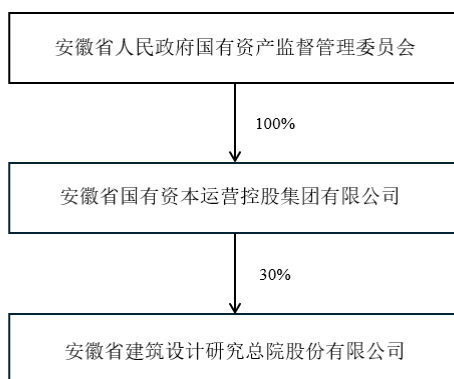 安徽省人民政府国有资产监督管理委员会
100%
安徽省国有资本运营控股集团有限公司
30%
安徽省建筑设计研究总院股份有限公司